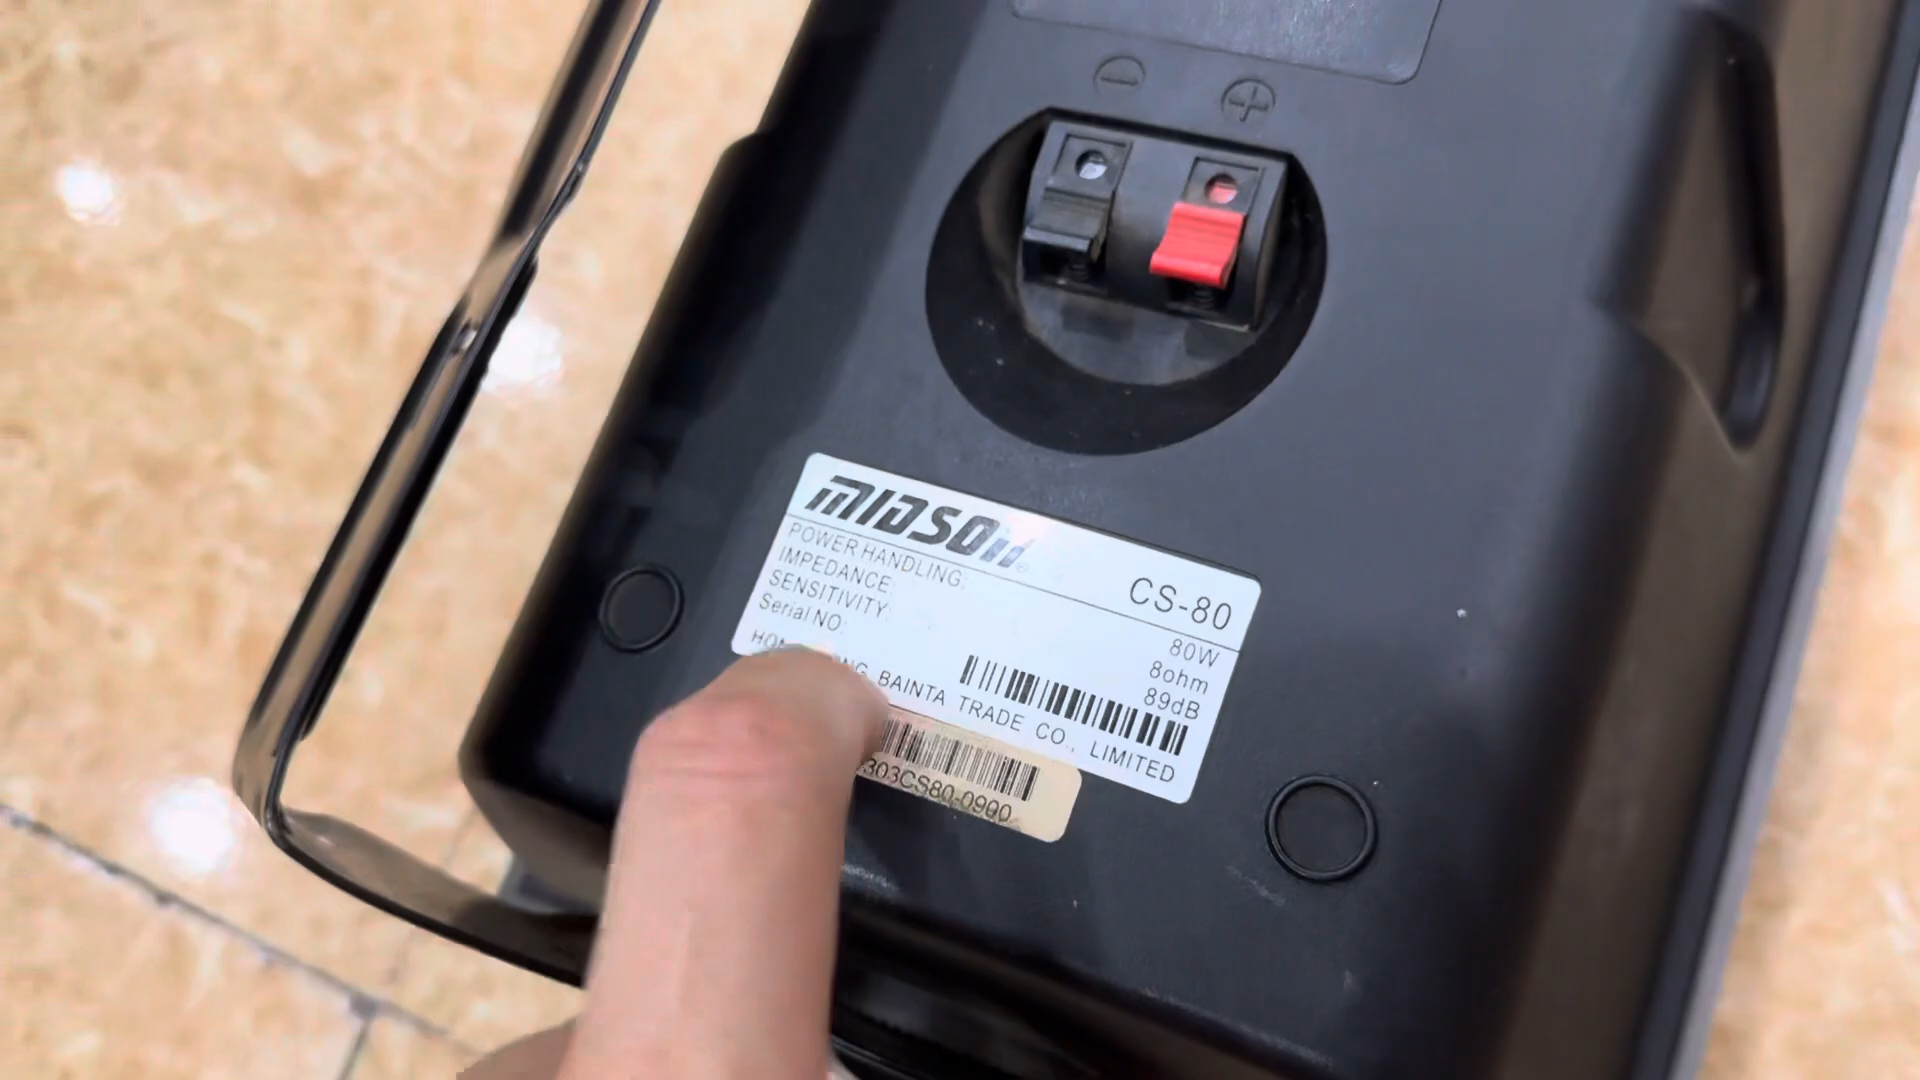 MIDSON
CS-80
POWER HANDLING: 80W
IMPEDANCE: 8ohm
SENSITIVITY: 89dB
Serial NO:
BAINTA TRADE CO., LIMITED
303CS80-0900